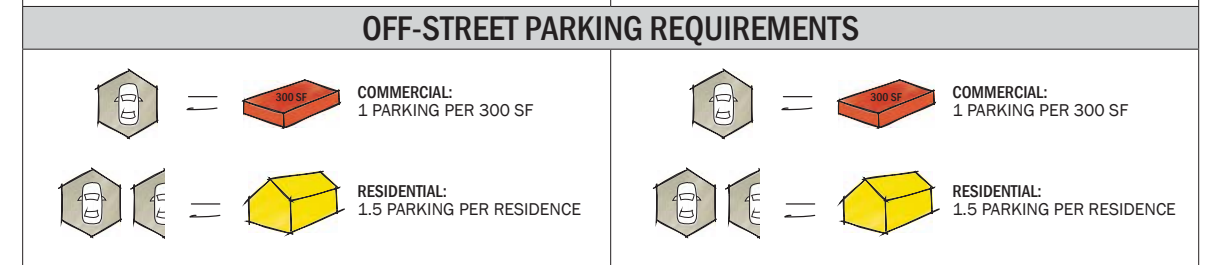 OFF-STREET PARKING REQUIREMENTS
300 SF
COMMERCIAL:
1 PARKING PER 300 SF
RESIDENTIAL:
1.5 PARKING PER RESIDENCE
300 SF
COMMERCIAL:
1 PARKING PER 300 SF
RESIDENTIAL:
1.5 PARKING PER RESIDENCE